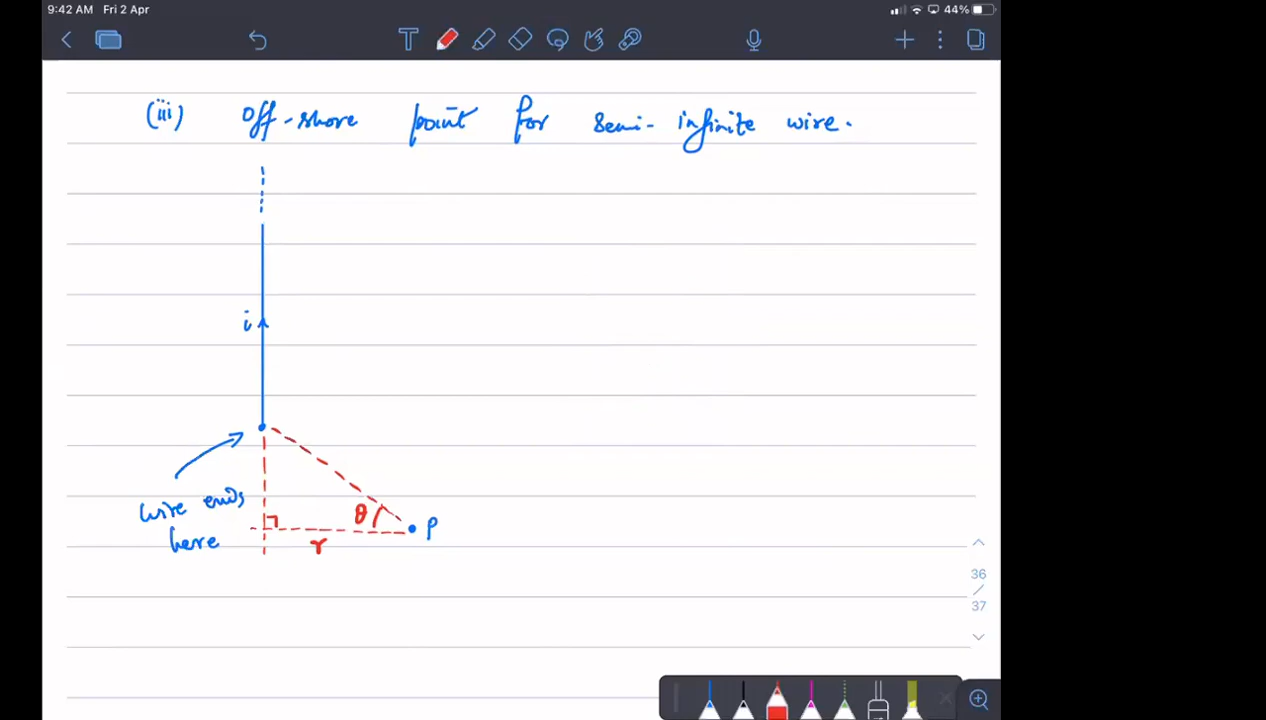 9:42 AM Fri 2 Apr
44%
T
(iii) off-shore point for semi-infinite wire.
i
wire ends
here
θ
r
P
36
37